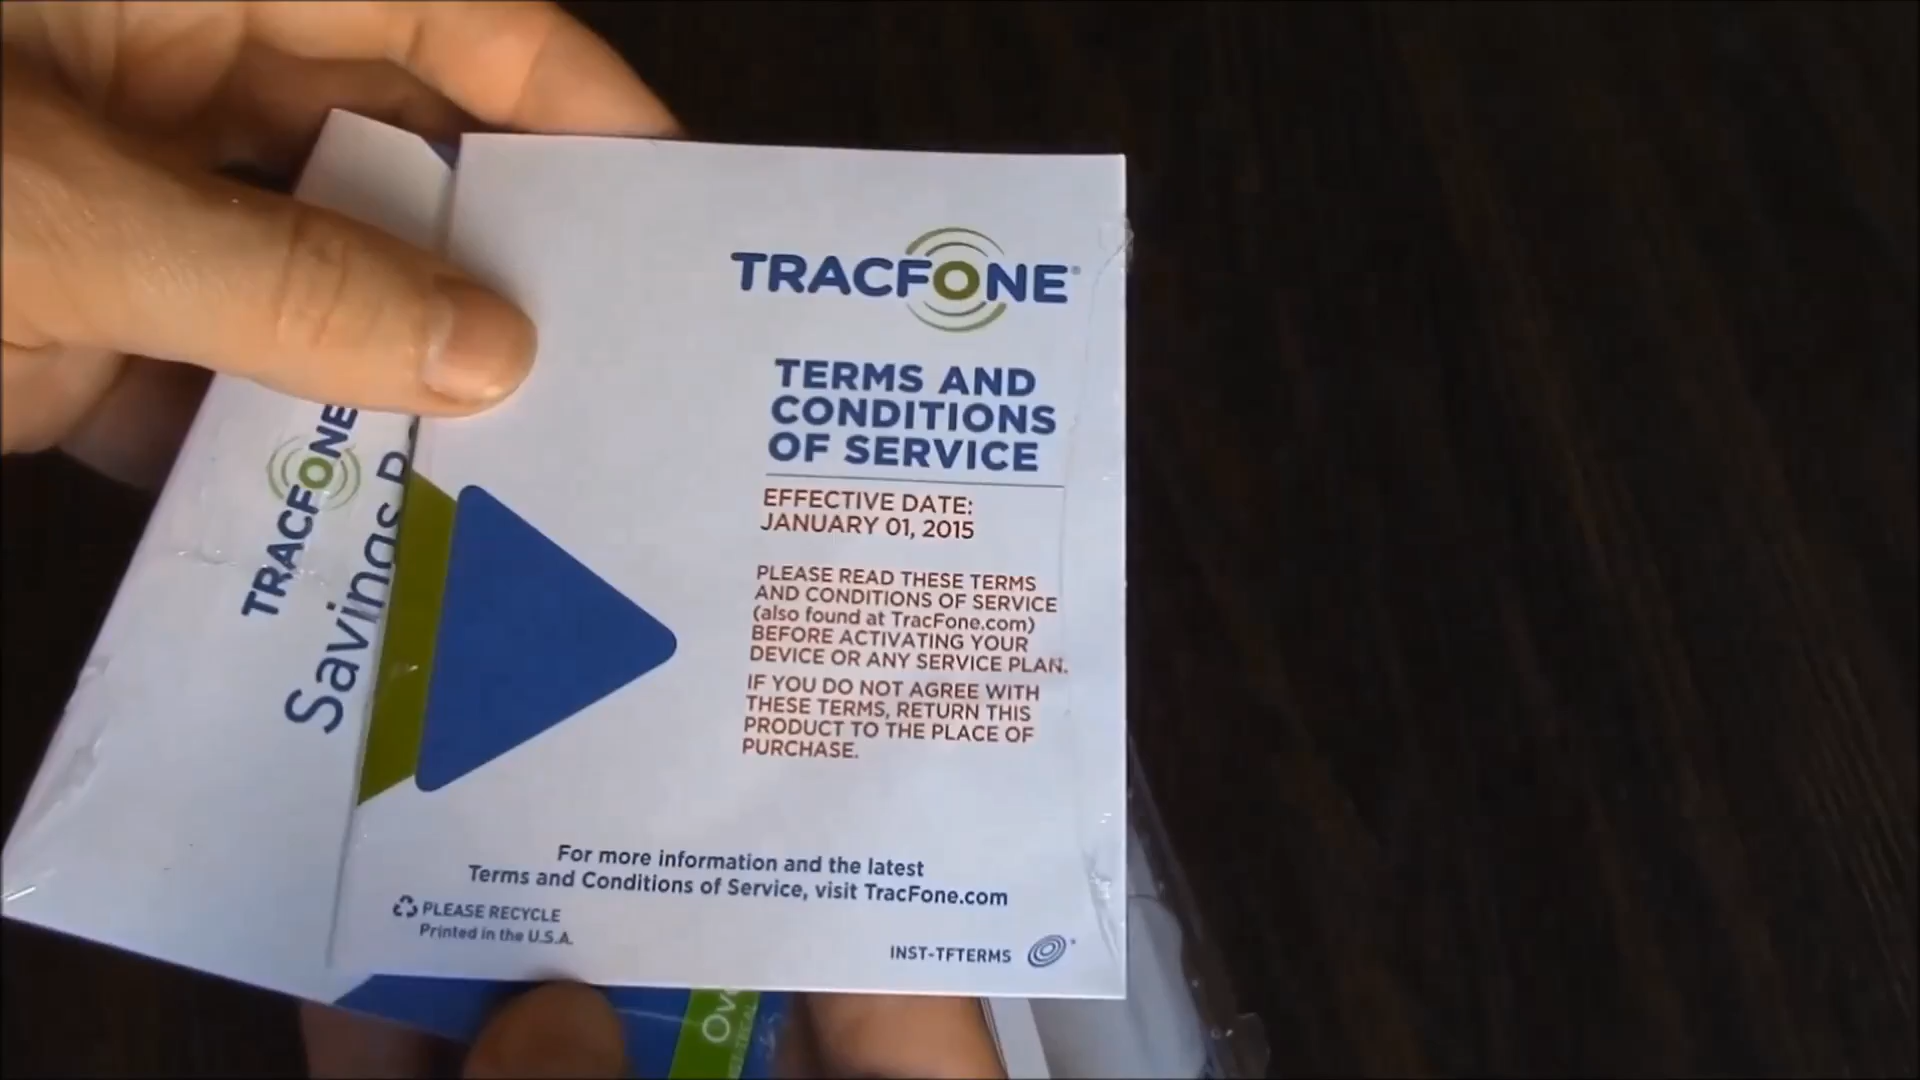 TRACFONE
TERMS AND
CONDITIONS
OF SERVICE
EFFECTIVE DATE:
JANUARY 01, 2015
PLEASE READ THESE TERMS
AND CONDITIONS OF SERVICE
(also found at TracFone.com)
BEFORE ACTIVATING YOUR
DEVICE OR ANY SERVICE PLAN.
IF YOU DO NOT AGREE WITH
THESE TERMS, RETURN THIS
PRODUCT TO THE PLACE OF
PURCHASE.
For more information and the latest
Terms and Conditions of Service, visit TracFone.com
PLEASE RECYCLE
Printed in the U.S.A.
INST-TFTERMS
TRACFONE
Savings